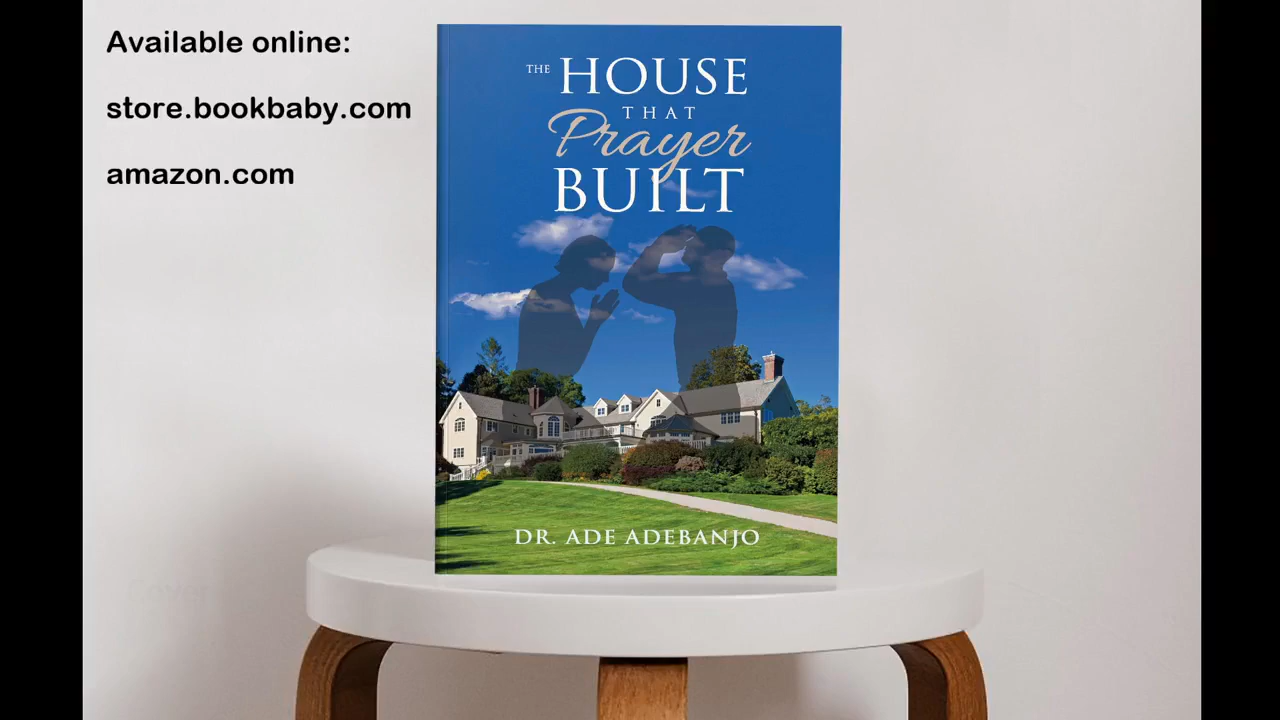 Available online:
store.bookbaby.com
amazon.com
THE HOUSE
THAT
Prayer
BUILT
DR. ADE ADEBANJO